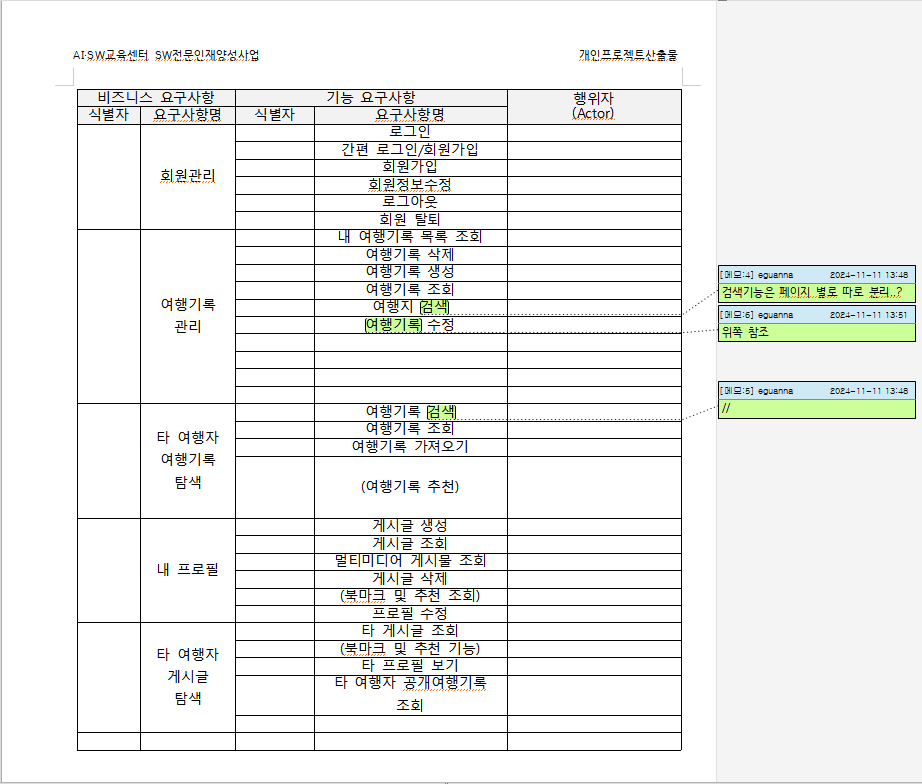 AI·SW교육센터 SW전문인재양성사업
개인프로젝트산출물
비즈니스 요구사항
기능 요구사항
행위자
(Actor)
식별자
요구사항명
식별자
요구사항명
회원관리
로그인
간편 로그인/회원가입
회원가입
회원정보수정
로그아웃
회원 탈퇴
여행기록
관리
내 여행기록 목록 조회
여행기록 삭제
여행기록 생성
여행기록 조회
여행지 검색
여행기록 수정
타 여행자
여행기록
탐색
여행기록 검색
여행기록 조회
여행기록 가져오기
(여행기록 추천)
내 프로필
게시글 생성
게시글 조회
멀티미디어 게시물 조회
게시글 삭제
(북마크 및 추천 조회)
프로필 수정
타 여행자
게시글
탐색
타 게시글 조회
(북마크 및 추천 기능)
타 프로필 보기
타 여행자 공개여행기록
조회
[메모:4] eguanna 2024-11-11 13:48
검색기능은 페이지 별로 따로 분리..?
[메모:6] eguanna 2024-11-11 13:51
위쪽 참조
[메모:5] eguanna 2024-11-11 13:48
//